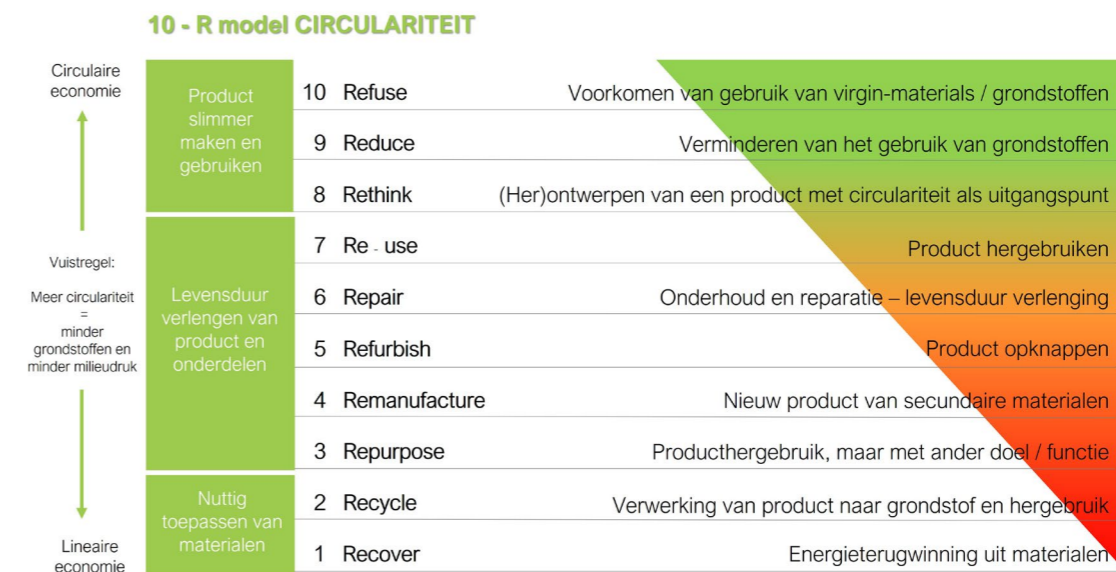 10 - R model CIRCULARITEIT
Circulaire
economie
Vuistregel:
Meer circulariteit
=
minder
grondstoffen en
minder milieudruk
Lineaire
economie
Product
slimmer
maken en
gebruiken
10 Refuse Voorkomen van gebruik van virgin-materials / grondstoffen
9 Reduce Verminderen van het gebruik van grondstoffen
8 Rethink (Her)ontwerpen van een product met circulariteit als uitgangspunt
Levensduur
verlengen van
product en
onderdelen
7 Re - use Product hergebruiken
6 Repair Onderhoud en reparatie – levensduur verlenging
5 Refurbish Product opknappen
4 Remanufacture Nieuw product van secundaire materialen
3 Repurpose Producthergebruik, maar met ander doel / functie
Nuttig
toepassen van
materialen
2 Recycle Verwerking van product naar grondstof en hergebruik
1 Recover Energieterugwinning uit materialen